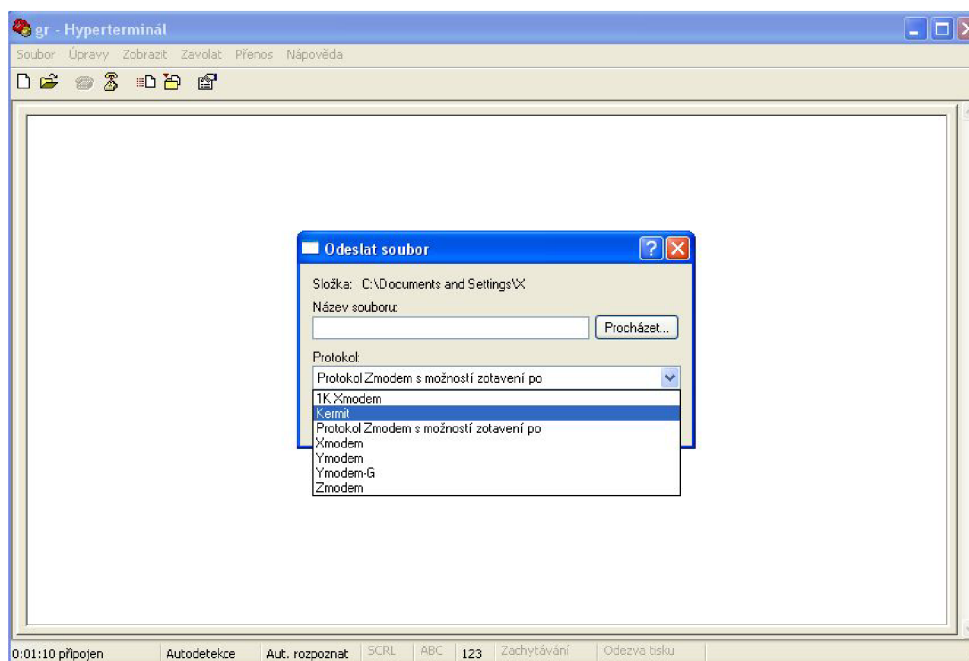 gr - Hyperterminál
Soubor Úpravy Zobrazit Zavolat Přenos Nápověda
Odeslat soubor
Složka: C:\Documents and Settings\X
Název souboru:
Procházet...
Protokol:
Protokol Zmodem s možností zotavení po
1K Xmodem
Kermit
Protokol Zmodem s možností zotavení po
Xmodem
Ymodem
Ymodem-G
Zmodem
0:01:10 připojen Autodetekce Aut. rozpoznat SCRL ABC 123 Zachytávání Odezva tisku